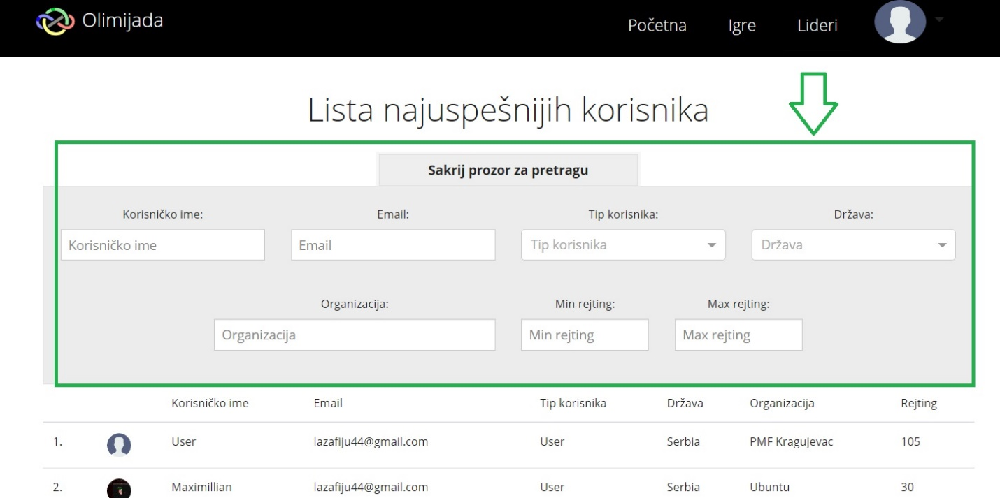 Olimijada
Početna Igre Lideri
Lista najuspešnijih korisnika
Sakrij prozor za pretragu
Korisničko ime: Email: Tip korisnika: Država:
Korisničko ime Email Tip korisnika Država
Organizacija: Min rejting: Max rejting:
Organizacija Min rejting Max rejting
Korisničko ime Email Tip korisnika Država Organizacija Rejting
1. User lazafiju44@gmail.com User Serbia PMF Kragujevac 105
2. Maximillian lazafiju44@gmail.com User Serbia Ubuntu 30